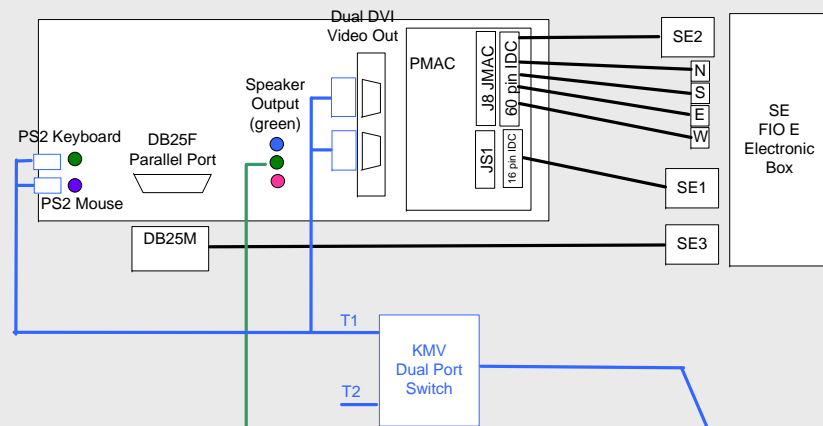 Dual DVI
Video Out
Speaker
Output
(green)
PS2 Keyboard
DB25F
Parallel Port
PS2 Mouse
PMAC
J8 JMAC
60 pin IDC
JS1
16 pin IDC
SE2
N
S
E
W
SE1
SE
FIO E
Electronic
Box
DB25M
SE3
T1
KMV
Dual Port
Switch
T2